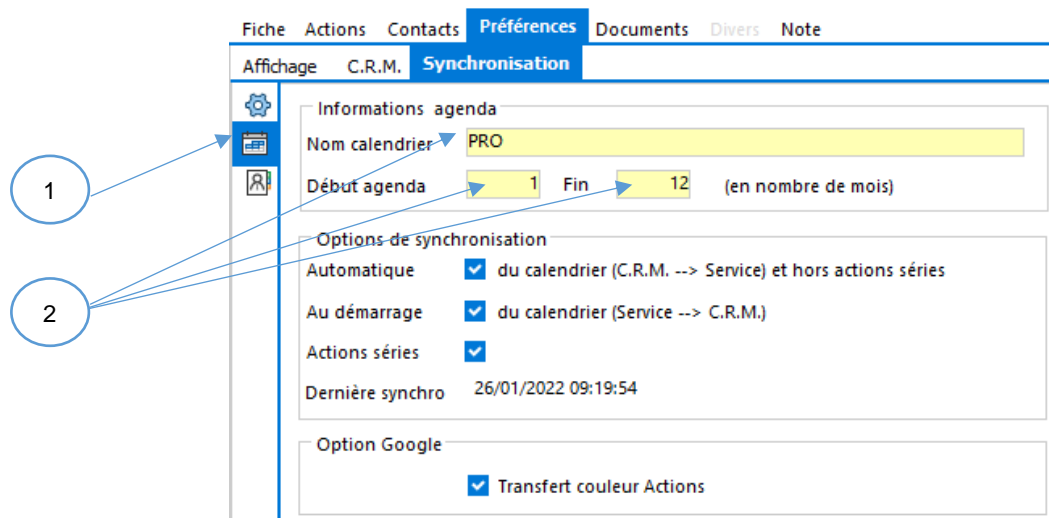 Fiche Actions Contacts Préférences Documents Divers Note
Affichage C.R.M. Synchronisation
Informations agenda
Nom calendrier PRO
1
Début agenda 1 Fin 12 (en nombre de mois)
Options de synchronisation
Automatique du calendrier (C.R.M. --> Service) et hors actions séries
2
Au démarrage du calendrier (Service --> C.R.M.)
Actions séries
Dernière synchro 26/01/2022 09:19:54
Option Google
Transfert couleur Actions